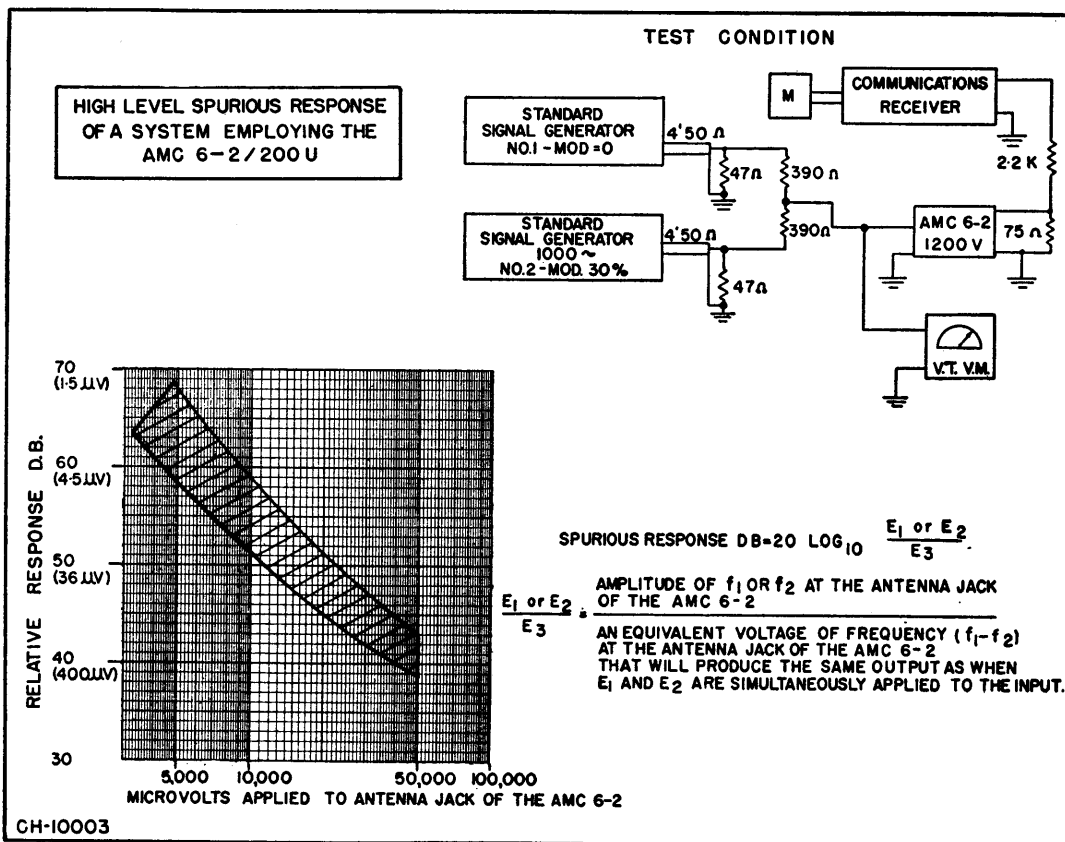 TEST CONDITION
HIGH LEVEL SPURIOUS RESPONSE
OF A SYSTEM EMPLOYING THE
AMC 6-2/200 U
STANDARD
SIGNAL GENERATOR
NO.1-MOD=0
4'50 Ω
47Ω
390 Ω
STANDARD
SIGNAL GENERATOR
1000~
NO.2-MOD. 30%
4'50 Ω
47Ω
390Ω
M
COMMUNICATIONS
RECEIVER
2·2 K
AMC 6-2
1200 V
75 Ω
V.T. V.M.
RELATIVE RESPONSE D.B.
70
(1·5 µµV)
60
(4·5 µµV)
50
(36 µµV)
40
(400 µµV)
30
5,000
10,000
50,000
100,000
MICROVOLTS APPLIED TO ANTENNA JACK OF THE AMC 6-2
SPURIOUS RESPONSE DB=20 LOG₁₀ E₁ or E₂
E₃
E₁ or E₂
E₃
=
AMPLITUDE OF f₁ OR f₂ AT THE ANTENNA JACK
OF THE AMC 6-2
AN EQUIVALENT VOLTAGE OF FREQUENCY (f₁-f₂)
AT THE ANTENNA JACK OF THE AMC 6-2
THAT WILL PRODUCE THE SAME OUTPUT AS WHEN
E₁ AND E₂ ARE SIMULTANEOUSLY APPLIED TO THE INPUT.
CH-10003